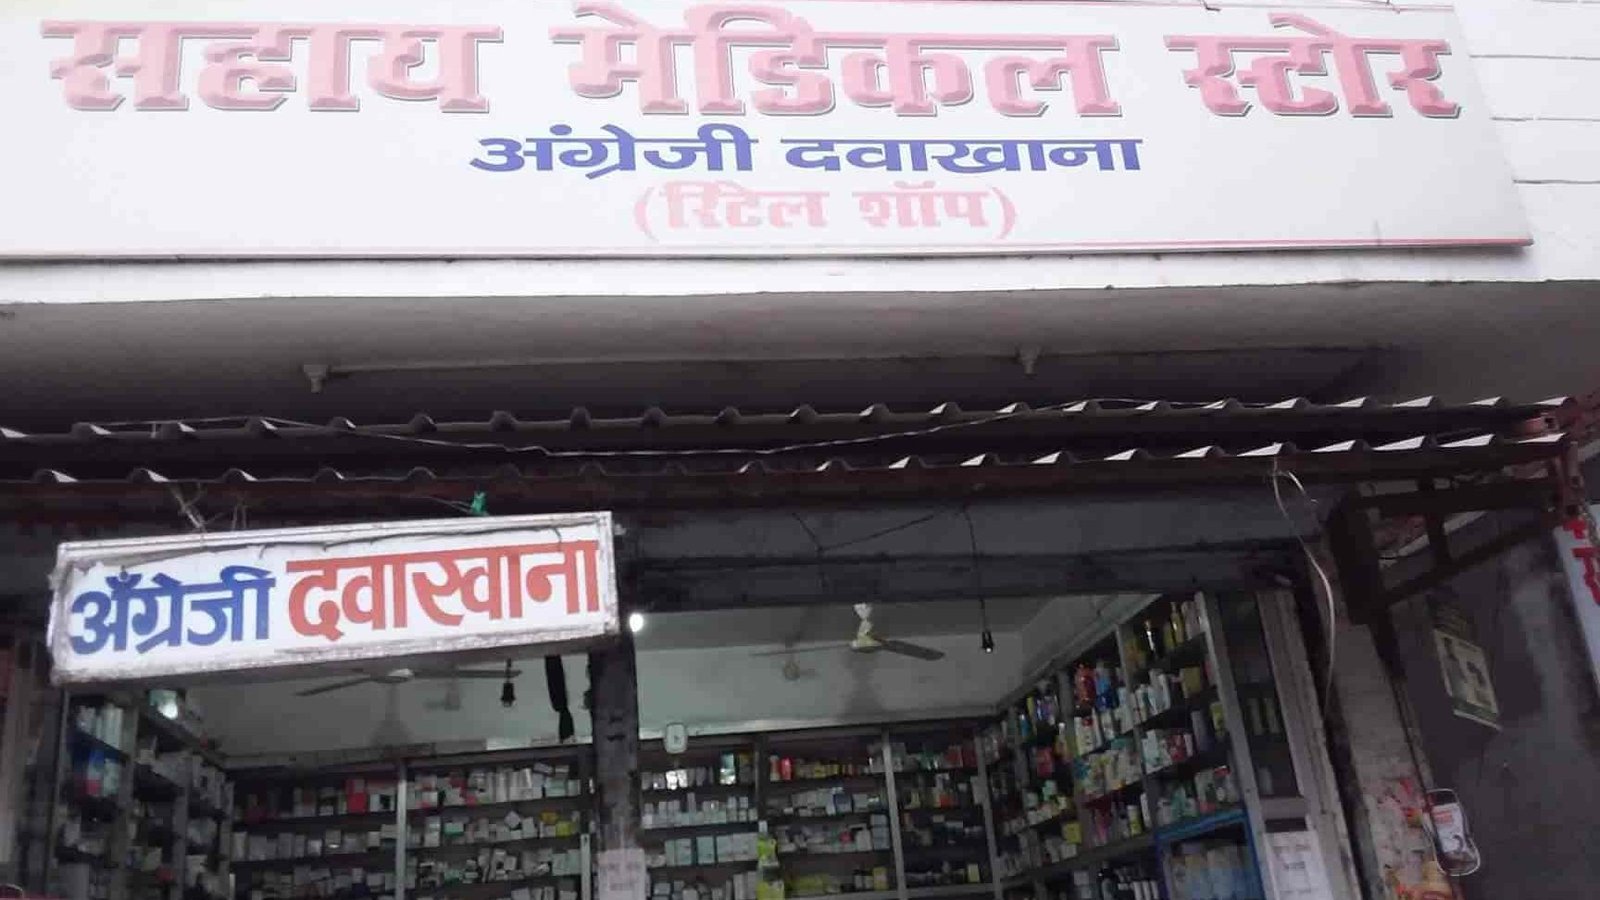 सहाय मेडिकल स्टोर
अंग्रेजी दवाखाना
(रिटेल शॉप)
अँग्रेजी दवाखाना